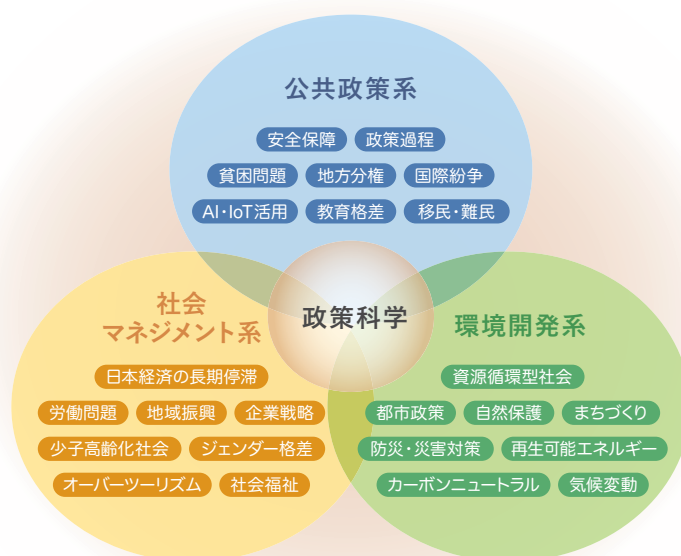 公共政策系
安全保障 政策過程
貧困問題 地方分権 国際紛争
AI・IoT活用 教育格差 移民・難民
政策科学
社会
マネジメント系
日本経済の長期停滞
労働問題 地域振興 企業戦略
少子高齢化社会 ジェンダー格差
オーバーツーリズム 社会福祉
環境開発系
資源循環型社会
都市政策 自然保護 まちづくり
防災・災害対策 再生可能エネルギー
カーボンニュートラル 気候変動